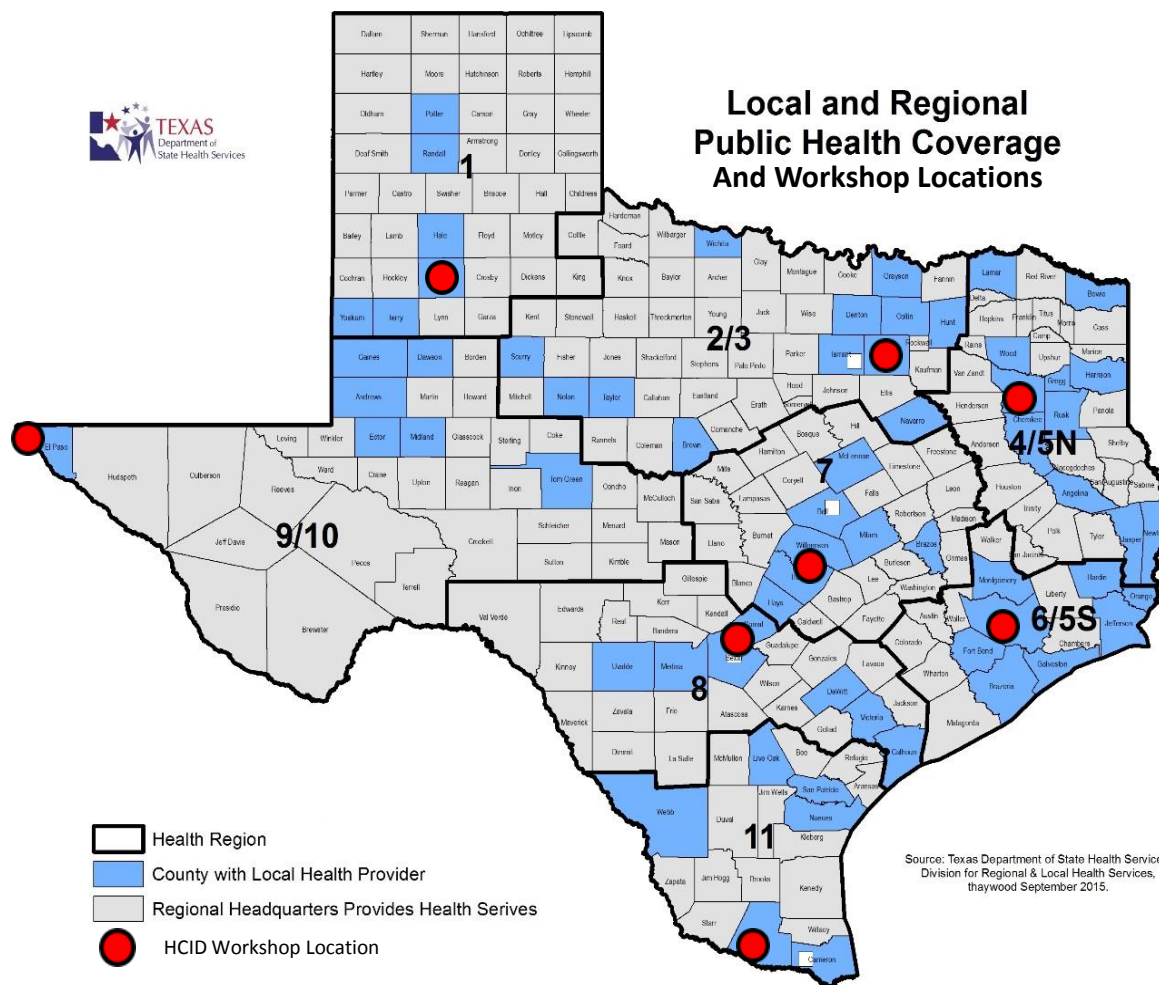 Local and Regional
Public Health Coverage
And Workshop Locations
TEXAS
Department of
State Health Services
Dallam Sherman Hansford Ochiltree Lipscomb
Hartley Moore Hutchinson Roberts Hemphill
Oldham Potter Carson Gray Wheeler
Deaf Smith Randall Armstrong Donley Collingsworth
1
Parmer Castro Swisher Briscoe Hall Childress
Bailey Lamb Hale Floyd Motley Cottle
Hardeman Foard Wilbarger Wichita
Cochran Hockley Crosby Dickens King Knox Baylor Archer Clay Montague Cooke Grayson Fannin Lamar Red River Bowie
Yoakum Terry Lynn Garza Kent Stonewall Haskell Throckmorton Young Jack Wise Denton Collin Hunt Delta Hopkins Franklin Titus Morris Cass
2/3
Gaines Dawson Borden Scurry Fisher Jones Shackelford Stephens Palo Pinto Parker Tarrant Rockwall Kaufman Rains Wood Camp Upshur Marion
Andrews Martin Howard Mitchell Nolan Taylor Callahan Eastland Erath Hood Somervell Johnson Ellis Van Zandt Gregg Harrison
Henderson Rusk Panola Cherokee
El Paso Hudspeth Culberson Loving Winkler Ector Midland Glasscock Sterling Coke Runnels Coleman Brown Comanche Bosque Hill Navarro Anderson Shelby
4/5N
Reeves Ward Crane Upton Reagan Irion Tom Green Concho McCulloch Mills Hamilton McLennan Limestone Freestone Nacogdoches San Augustine Sabine
7
San Saba Lampasas Coryell Falls Leon Houston Angelina
Jeff Davis 9/10 Pecos Crockett Schleicher Menard Mason Llano Burnet Bell Robertson Madison Trinity Polk Tyler Jasper Newton
Terrell Sutton Kimble Williamson Milam Brazos Grimes Walker San Jacinto
Presidio Brewster Val Verde Edwards Gillespie Kerr Blanco Hays Lee Burleson Washington Montgomery Liberty Hardin Orange
Real Bandera Kendall Comal Caldwell Bastrop Fayette Austin Waller 6/5S Chambers Jefferson
Kinney Uvalde Medina Bexar Guadalupe Gonzales Lavaca Colorado Fort Bend Galveston
8
Wilson DeWitt Wharton Brazoria
Maverick Zavala Frio Atascosa Karnes Victoria Jackson Matagorda
Dimmit La Salle McMullen Live Oak Bee Goliad Refugio Calhoun
Webb Duval Jim Wells San Patricio Aransas Nueces
11
Kleberg
Zapata Jim Hogg Brooks Kenedy
Starr Willacy
Cameron
Health Region
County with Local Health Provider
Regional Headquarters Provides Health Serives
HCID Workshop Location
Source: Texas Department of State Health Service
Division for Regional & Local Health Services,
thaywood September 2015.